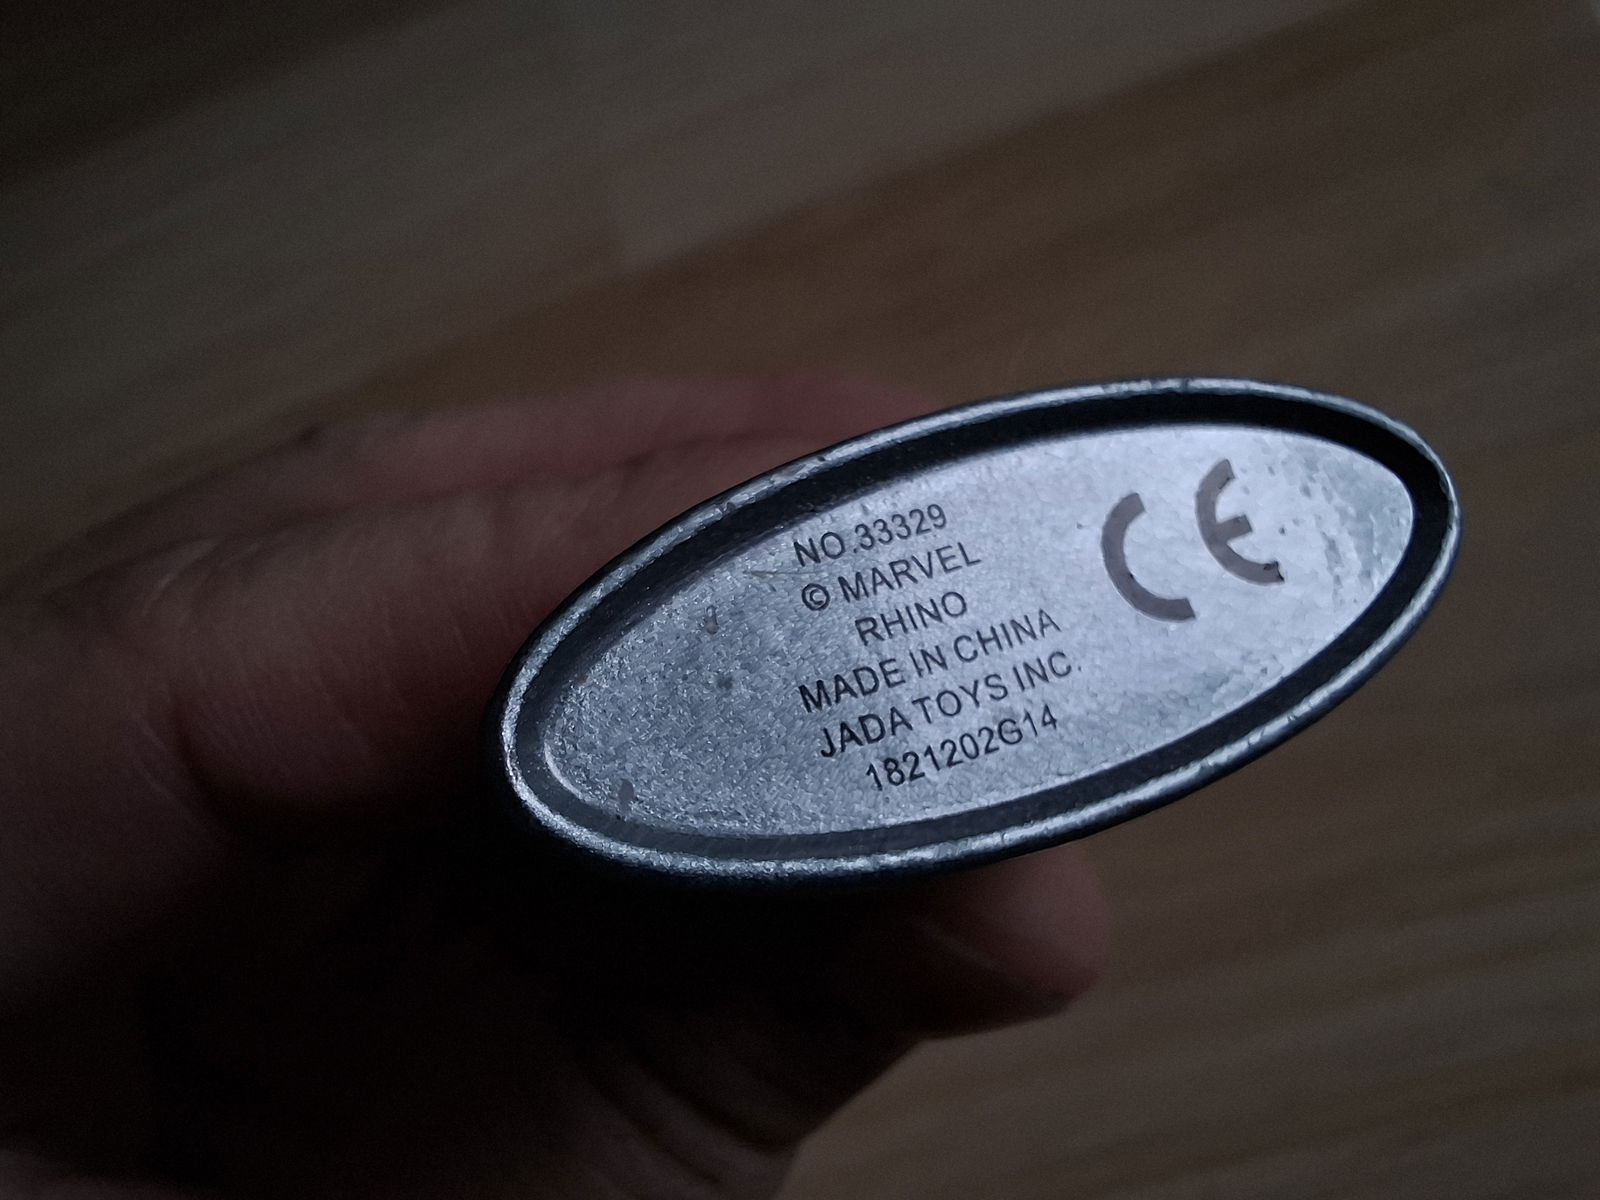 NO.33329
© MARVEL
RHINO
MADE IN CHINA
JADA TOYS INC.
1821202G14
CE